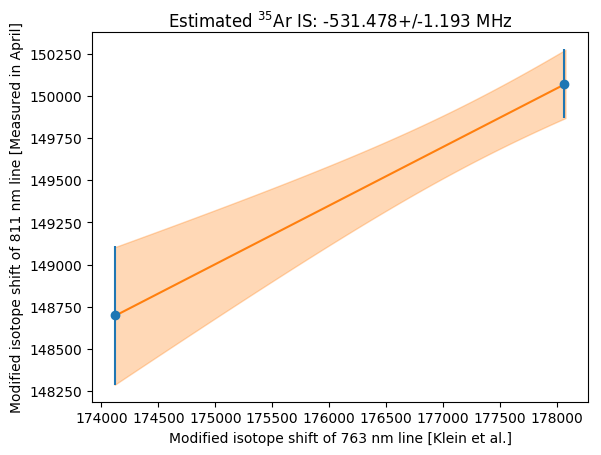 Estimated ³⁵Ar IS: -531.478+/-1.193 MHz
Modified isotope shift of 811 nm line [Measured in April]
150250
150000
149750
149500
149250
149000
148750
148500
148250
174000 174500 175000 175500 176000 176500 177000 177500 178000
Modified isotope shift of 763 nm line [Klein et al.]